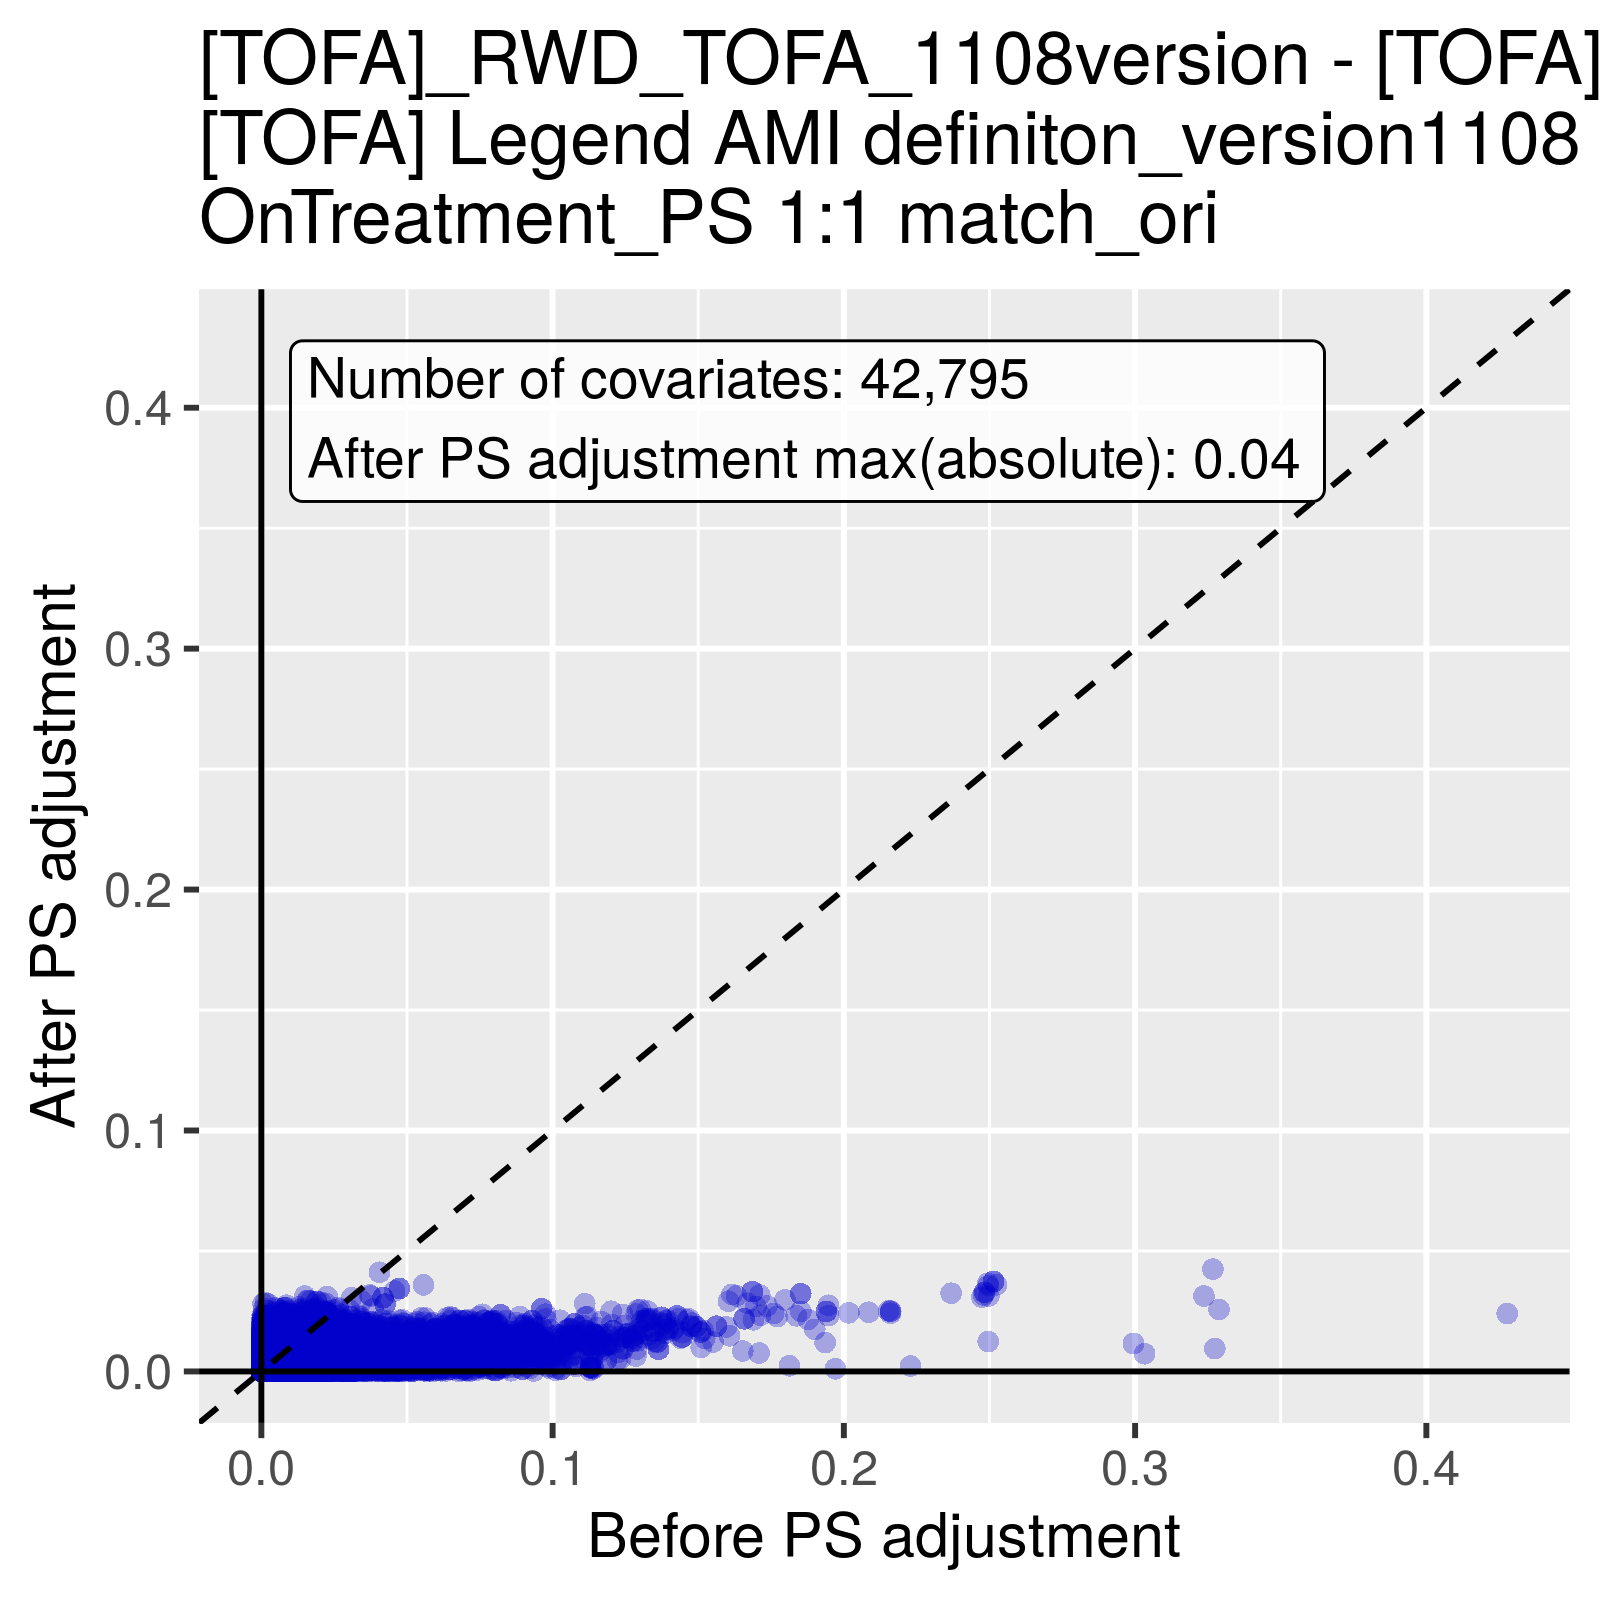 [TOFA]_RWD_TOFA_1108version - [TOFA]
[TOFA] Legend AMI definiton_version1108
OnTreatment_PS 1:1 match_ori
Number of covariates: 42,795
After PS adjustment max(absolute): 0.04
After PS adjustment
0.4
0.3
0.2
0.1
0.0
0.0 0.1 0.2 0.3 0.4
Before PS adjustment